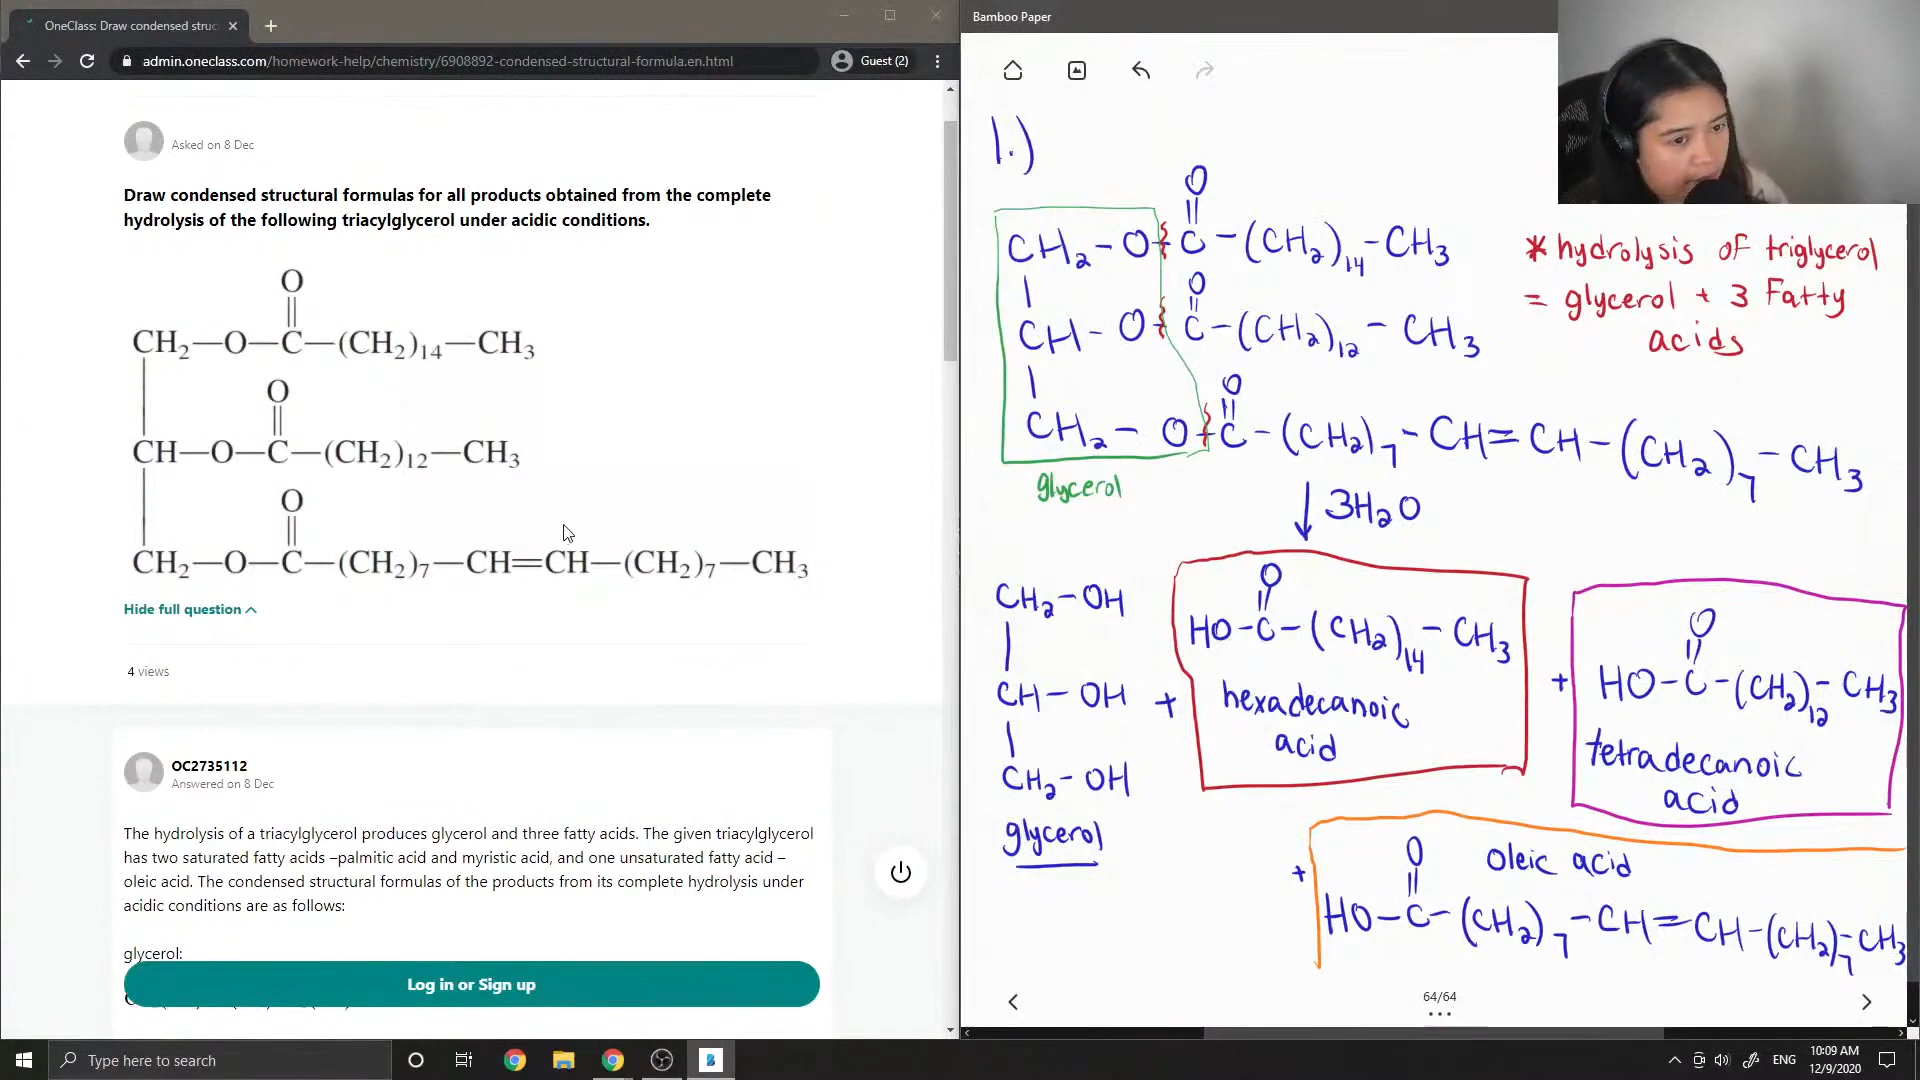 OneClass: Draw condensed struc
Bamboo Paper
admin.oneclass.com/homework-help/chemistry/6908892-condensed-structural-formula.en.html
Guest (2)
Asked on 8 Dec
Draw condensed structural formulas for all products obtained from the complete
hydrolysis of the following triacylglycerol under acidic conditions.
O
CH₂—O—C—(CH₂)₁₄—CH₃
O
CH—O—C—(CH₂)₁₂—CH₃
O
CH₂—O—C—(CH₂)₇—CH=CH—(CH₂)₇—CH₃
Hide full question
4 views
OC2735112
Answered on 8 Dec
The hydrolysis of a triacylglycerol produces glycerol and three fatty acids. The given triacylglycerol
has two saturated fatty acids –palmitic acid and myristic acid, and one unsaturated fatty acid –
oleic acid. The condensed structural formulas of the products from its complete hydrolysis under
acidic conditions are as follows:
glycerol:
Log in or Sign up
1.)
O
CH₂-O-C-(CH₂)₁₄-CH₃
O
CH-O-C-(CH₂)₁₂-CH₃
O
CH₂-O-C-(CH₂)₇-CH=CH-(CH₂)₇-CH₃
glycerol
* hydrolysis of triglycerol
= glycerol + 3 Fatty
acids
↓ 3H₂O
CH₂-OH
CH-OH
CH₂-OH
glycerol
+
O
HO-C-(CH₂)₁₄-CH₃
hexadecanoic
acid
+
O
HO-C-(CH₂)₁₂-CH₃
tetradecanoic
acid
+
oleic acid
O
HO-C-(CH₂)₇-CH=CH-(CH₂)₇-CH₃
64/64
Type here to search
ENG
10:09 AM
12/9/2020